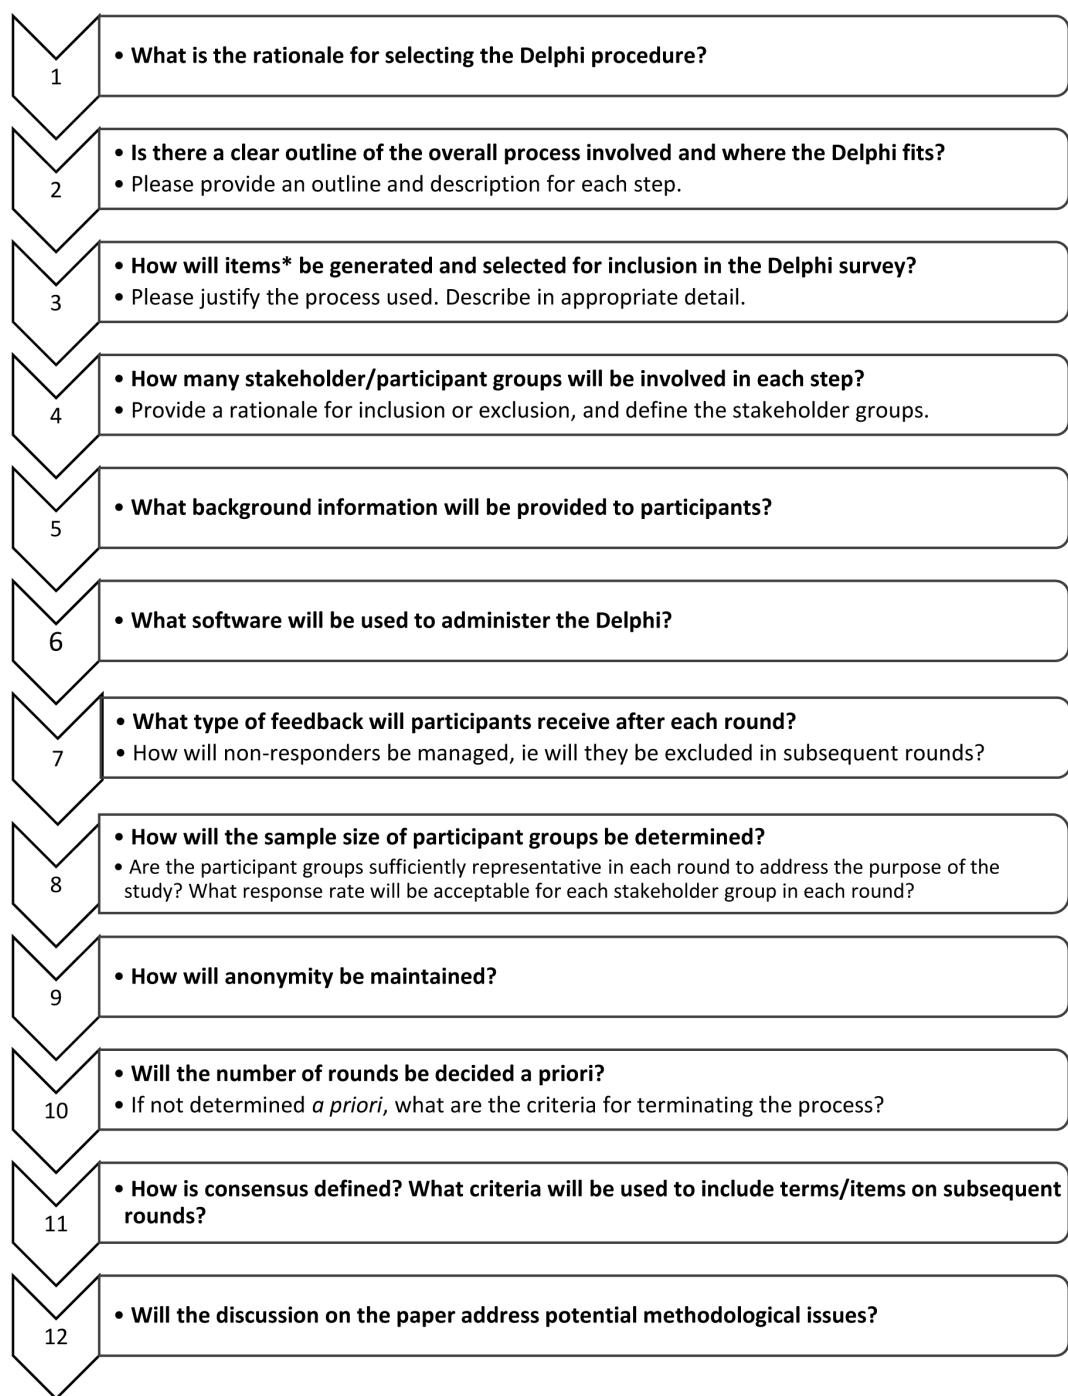 1
• What is the rationale for selecting the Delphi procedure?
2
• Is there a clear outline of the overall process involved and where the Delphi fits?
• Please provide an outline and description for each step.
3
• How will items* be generated and selected for inclusion in the Delphi survey?
• Please justify the process used. Describe in appropriate detail.
4
• How many stakeholder/participant groups will be involved in each step?
• Provide a rationale for inclusion or exclusion, and define the stakeholder groups.
5
• What background information will be provided to participants?
6
• What software will be used to administer the Delphi?
7
• What type of feedback will participants receive after each round?
• How will non-responders be managed, ie will they be excluded in subsequent rounds?
8
• How will the sample size of participant groups be determined?
• Are the participant groups sufficiently representative in each round to address the purpose of the
study? What response rate will be acceptable for each stakeholder group in each round?
9
• How will anonymity be maintained?
10
• Will the number of rounds be decided a priori?
• If not determined a priori, what are the criteria for terminating the process?
11
• How is consensus defined? What criteria will be used to include terms/items on subsequent
rounds?
12
• Will the discussion on the paper address potential methodological issues?